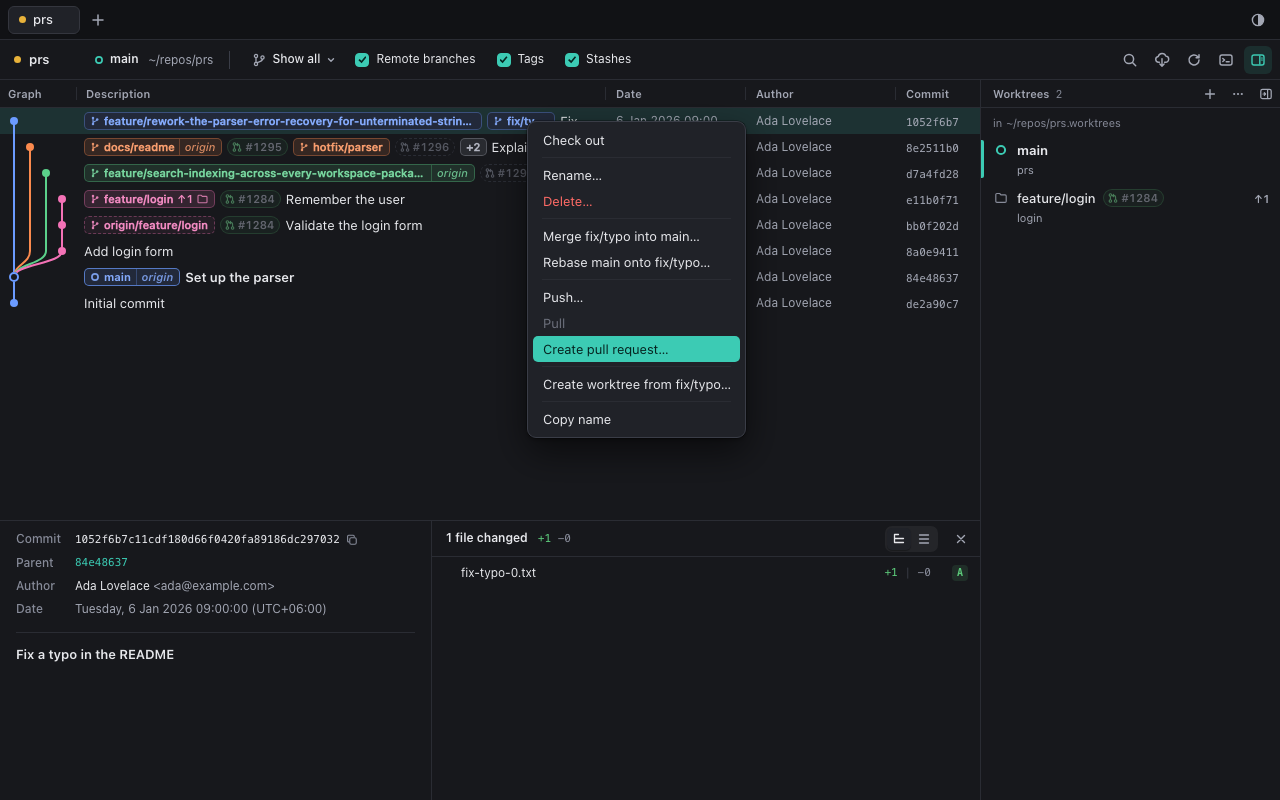 prs
prs main ~/repos/prs Show all Remote branches Tags Stashes
Graph Description Date Author Commit Worktrees 2
feature/rework-the-parser-error-recovery-for-unterminated-strin… Ada Lovelace 1052f6b7
docs/readme origin #1295 hotfix/parser #1296 +2 Ada Lovelace 8e2511b0
feature/search-indexing-across-every-workspace-packa… origin Ada Lovelace d7a4fd28
feature/login ↑1 #1284 Remember the user Ada Lovelace e11b0f71
origin/feature/login #1284 Validate the login form Ada Lovelace bb0f202d
Add login form Ada Lovelace 8a0e9411
main origin Set up the parser Ada Lovelace 84e48637
Initial commit Ada Lovelace de2a90c7
Check out
Rename…
Delete…
Merge fix/typo into main…
Rebase main onto fix/typo…
Push…
Pull
Create pull request…
Create worktree from fix/typo…
Copy name
in ~/repos/prs.worktrees
main
prs
feature/login #1284 ↑1
login
Commit 1052f6b7c11cdf180d66f0420fa89186dc297032
Parent 84e48637
Author Ada Lovelace <ada@example.com>
Date Tuesday, 6 Jan 2026 09:00:00 (UTC+06:00)
Fix a typo in the README
1 file changed +1 −0
fix-typo-0.txt +1 | −0 A